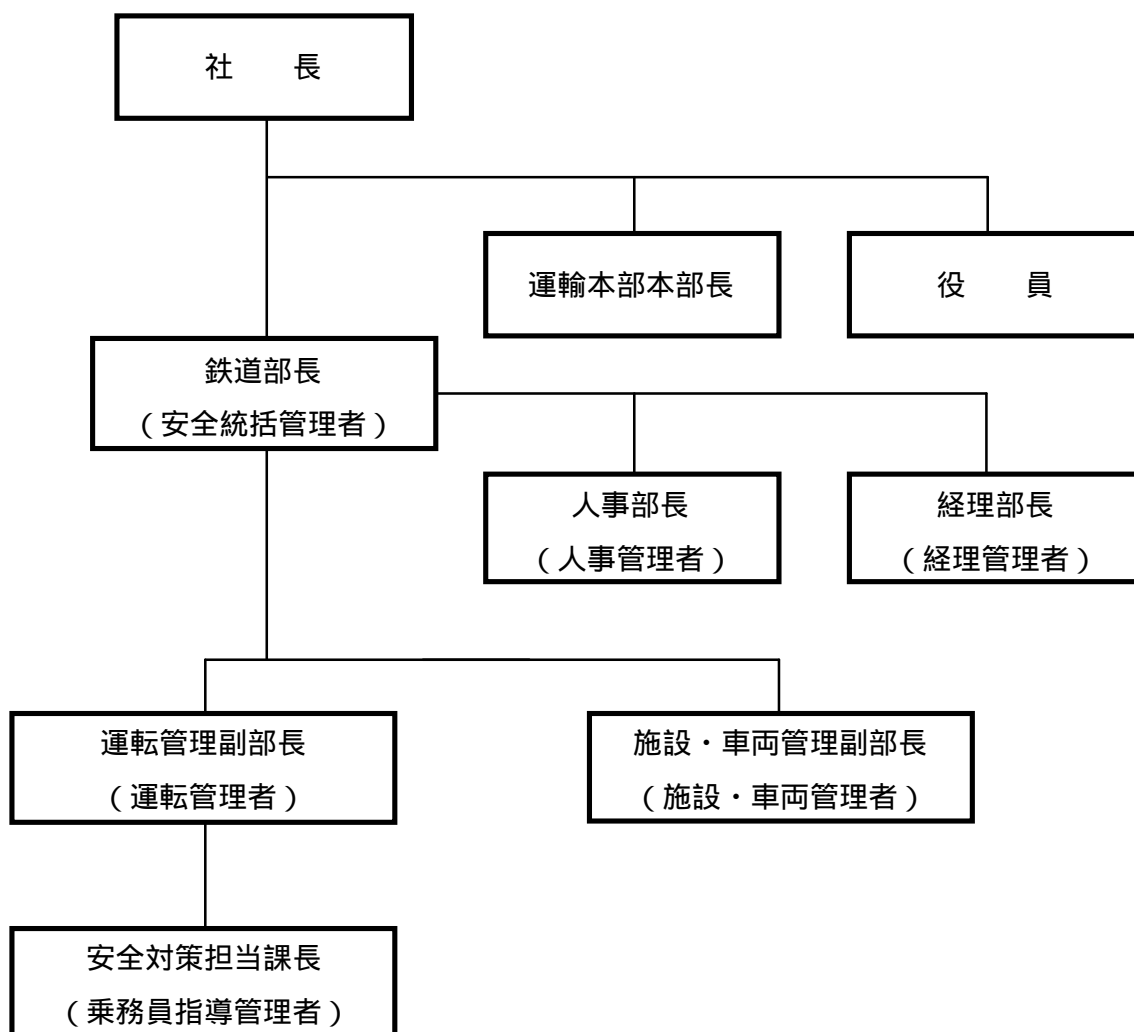 社　　長
運輸本部本部長
役　　員
鉄道部長
（安全統括管理者）
人事部長
（人事管理者）
経理部長
（経理管理者）
運転管理副部長
（運転管理者）
施設・車両管理副部長
（施設・車両管理者）
安全対策担当課長
（乗務員指導管理者）